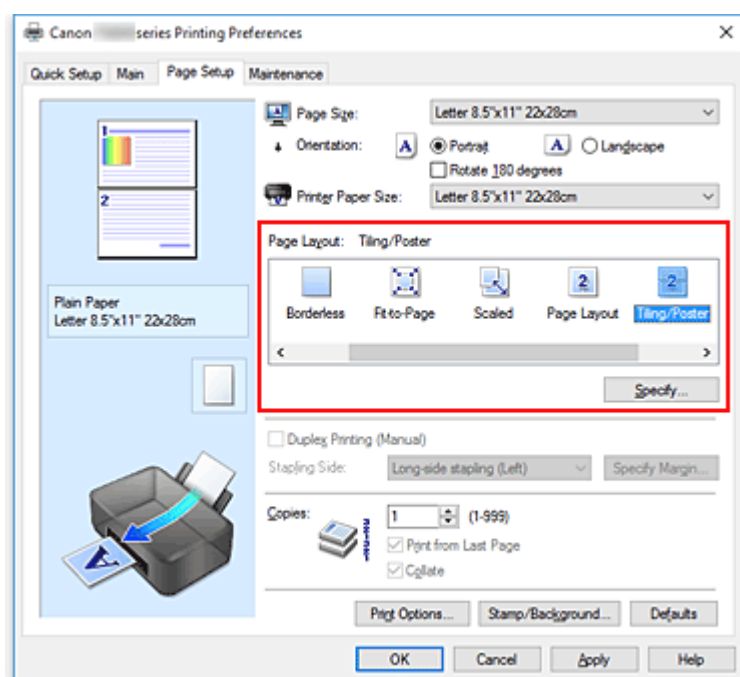 Canon series Printing Preferences
Quick Setup Main Page Setup Maintenance
1
2
Plain Paper
Letter 8.5"x11" 22x28cm
Page Size: Letter 8.5"x11" 22x28cm
Orientation: A Portrait A Landscape
Rotate 180 degrees
Printer Paper Size: Letter 8.5"x11" 22x28cm
Page Layout: Tiling/Poster
2 2
Borderless Fit-to-Page Scaled Page Layout Tiling/Poster
Specify...
Duplex Printing (Manual)
Stapling Side: Long-side stapling (Left) Specify Margin...
Copies: 1 (1-999)
Print from Last Page
Collate
A
Print Options... Stamp/Background... Defaults
OK Cancel Apply Help